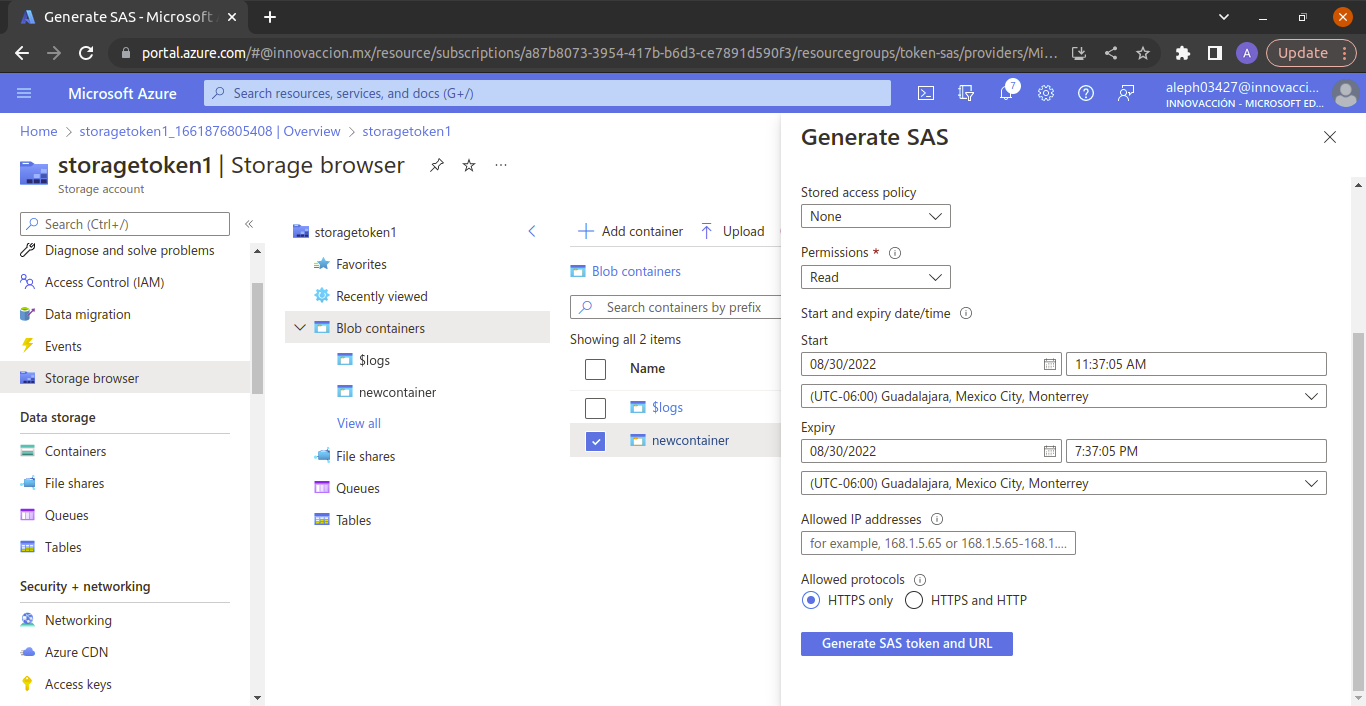 Generate SAS - Microsoft A
portal.azure.com/#@innovaccion.mx/resource/subscriptions/a87b8073-3954-417b-b6d3-ce7891d590f3/resourcegroups/token-sas/providers/Mi...
A
Update
Microsoft Azure
Search resources, services, and docs (G+/)
7
aleph03427@innovacci...
INNOVACCIÓN - MICROSOFT ED...
Home > storagetoken1_1661876805408 | Overview > storagetoken1
storagetoken1 | Storage browser
Storage account
Search (Ctrl+/)
Diagnose and solve problems
Access Control (IAM)
Data migration
Events
Storage browser
Data storage
Containers
File shares
Queues
Tables
Security + networking
Networking
Azure CDN
Access keys
storagetoken1
Favorites
Recently viewed
Blob containers
$logs
newcontainer
View all
File shares
Queues
Tables
Add container
Upload
Blob containers
Search containers by prefix
Showing all 2 items
Name
$logs
newcontainer
Generate SAS
Stored access policy
None
Permissions *
Read
Start and expiry date/time
Start
08/30/2022
11:37:05 AM
(UTC-06:00) Guadalajara, Mexico City, Monterrey
Expiry
08/30/2022
7:37:05 PM
(UTC-06:00) Guadalajara, Mexico City, Monterrey
Allowed IP addresses
for example, 168.1.5.65 or 168.1.5.65-168.1....
Allowed protocols
HTTPS only
HTTPS and HTTP
Generate SAS token and URL